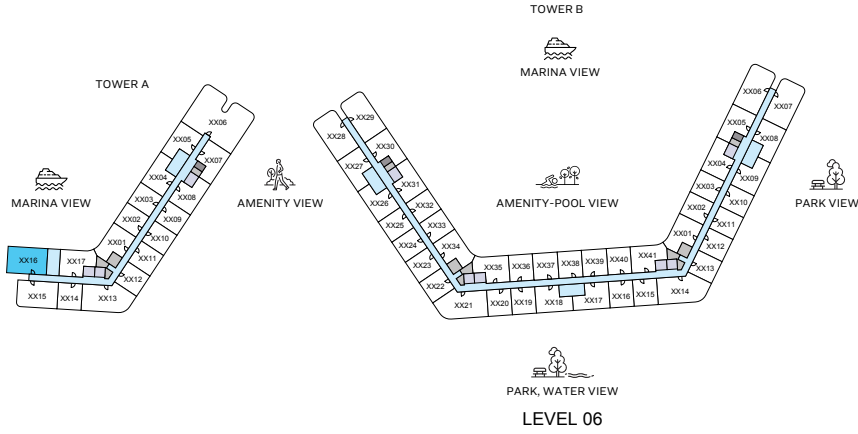 TOWER B
MARINA VIEW
TOWER A
MARINA VIEW
AMENITY VIEW
AMENITY-POOL VIEW
PARK VIEW
XX06
XX05
XX07
XX04
XX08
XX03
XX09
XX02
XX10
XX01
XX11
XX12
XX16
XX17
XX15
XX14
XX13
XX29
XX28
XX30
XX27
XX31
XX26
XX32
XX25
XX33
XX24
XX34
XX23
XX22
XX21
XX35
XX36
XX37
XX38
XX39
XX40
XX41
XX20
XX19
XX18
XX17
XX16
XX15
XX14
XX06
XX07
XX05
XX08
XX04
XX09
XX03
XX10
XX02
XX11
XX01
XX12
XX13
PARK, WATER VIEW
LEVEL 06